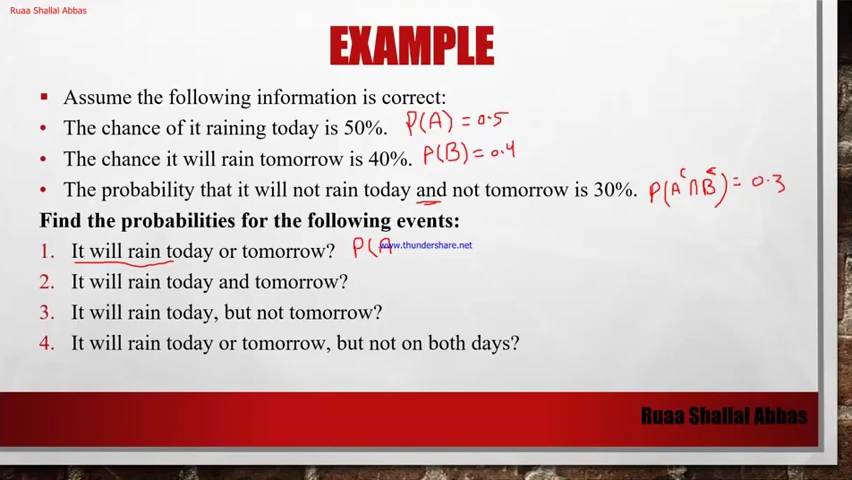 Ruaa Shallal Abbas
EXAMPLE
▪ Assume the following information is correct:
• The chance of it raining today is 50%. P(A) = 0.5
• The chance it will rain tomorrow is 40%. P(B) = 0.4
• The probability that it will not rain today and not tomorrow is 30%. P(Aᶜ∩Bᶜ) = 0.3
Find the probabilities for the following events:
1. It will rain today or tomorrow? P(A
www.thundershare.net
2. It will rain today and tomorrow?
3. It will rain today, but not tomorrow?
4. It will rain today or tomorrow, but not on both days?
Ruaa Shallal Abbas